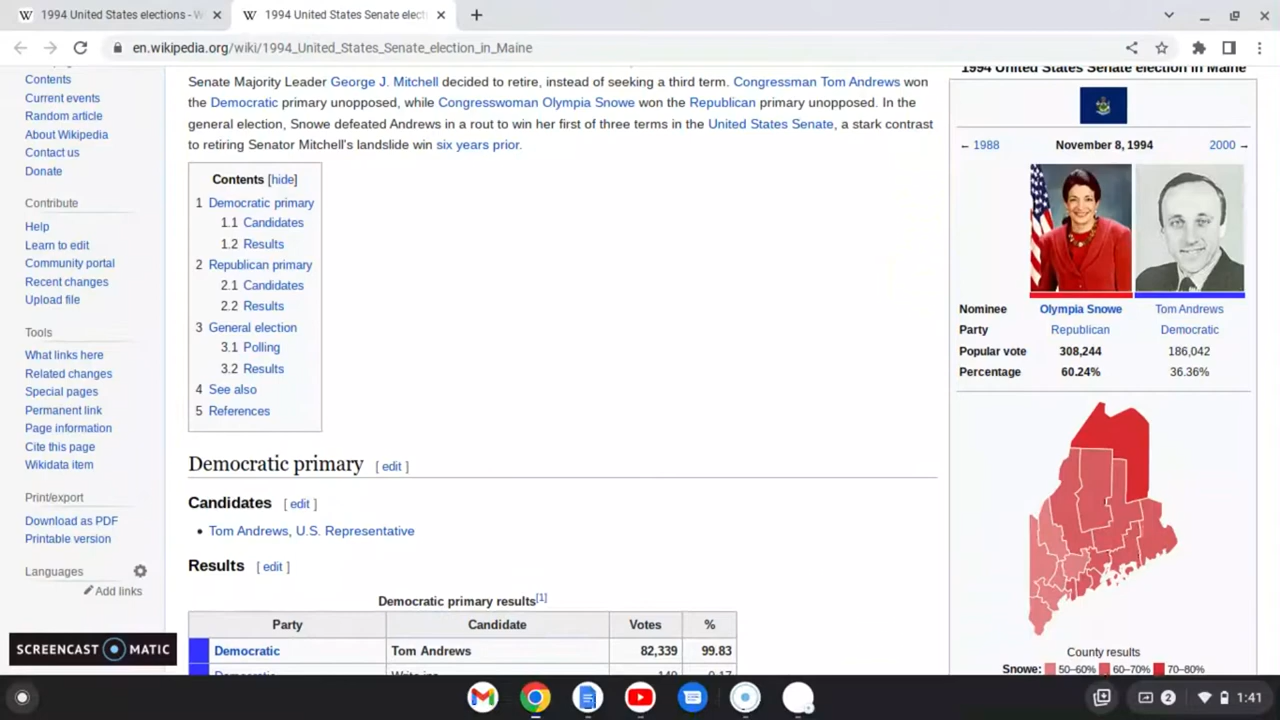 1994 United States elections - W
1994 United States Senate elect
en.wikipedia.org/wiki/1994_United_States_Senate_election_in_Maine
Contents
Current events
Random article
About Wikipedia
Contact us
Donate
Contribute
Help
Learn to edit
Community portal
Recent changes
Upload file
Tools
What links here
Related changes
Special pages
Permanent link
Page information
Cite this page
Wikidata item
Print/export
Download as PDF
Printable version
Languages
Add links
Senate Majority Leader George J. Mitchell decided to retire, instead of seeking a third term. Congressman Tom Andrews won
the Democratic primary unopposed, while Congresswoman Olympia Snowe won the Republican primary unopposed. In the
general election, Snowe defeated Andrews in a rout to win her first of three terms in the United States Senate, a stark contrast
to retiring Senator Mitchell's landslide win six years prior.
Contents [hide]
1 Democratic primary
1.1 Candidates
1.2 Results
2 Republican primary
2.1 Candidates
2.2 Results
3 General election
3.1 Polling
3.2 Results
4 See also
5 References
Democratic primary [ edit ]
Candidates [ edit ]
• Tom Andrews, U.S. Representative
Results [ edit ]
Democratic primary results[1]
Party Candidate Votes %
Democratic Tom Andrews 82,339 99.83
Democratic Write-ins 140 0.17
1994 United States Senate election in Maine
← 1988 November 8, 1994 2000 →
Nominee Olympia Snowe Tom Andrews
Party Republican Democratic
Popular vote 308,244 186,042
Percentage 60.24% 36.36%
County results
Snowe: 50–60% 60–70% 70–80%
SCREENCAST MATIC
2 1:41